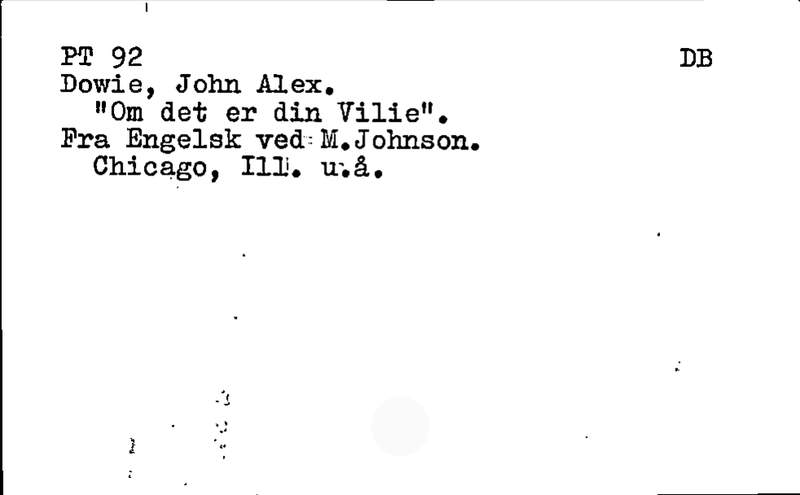 PT 92 DB
Dowie, John Alex.
"Om det er din Vilie".
Fra Engelsk ved M.Johnson.
Chicago, Ill. u.å.